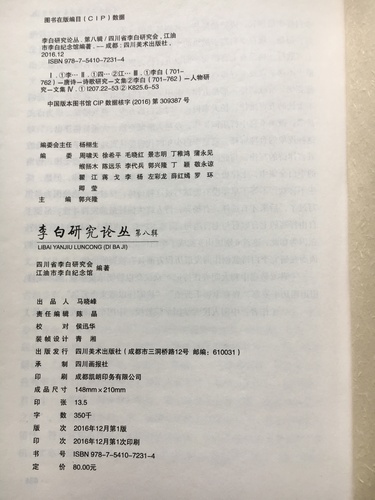 图书在版编目(CIP)数据
李白研究论丛. 第八辑 / 四川省李白研究会, 江油
市李白纪念馆编著. -- 成都: 四川美术出版社,
2016.12
ISBN 978-7-5410-7231-4
Ⅰ.①李… Ⅱ.①四…②江… Ⅲ.①李白(701-
762)—唐诗—诗歌研究—文集②李白(701-762)—人物研
究—文集 Ⅳ.①I207.22-53②K825.6-53
中国版本图书馆CIP数据核字(2016)第309387号
编委会主任 杨栩生
编 委 周啸天 徐希平 毛晓红 景志明 丁稚鸿 蒲永见
陈远乐 李代兵 郭兴隆 丁颖 敬永谅
瞿江 蒋戈 李杨 左彩龙 薛红嫣 罗环
卿莹
主 编 郭兴隆
李白研究论丛 第八辑
LIBAI YANJIU LUNCONG (DI BA JI)
四川省李白研究会
江油市李白纪念馆 编著
出 品 人 马晓峰
责任编辑 陈晶
校 对 侯迅华
装帧设计 青湘
出版发行 四川美术出版社(成都市三洞桥路12号 邮编:610031)
承 制 四川画报社
印 刷 成都凯朗印务有限公司
成品尺寸 148mm×210mm
印 张 13.5
字 数 350千
版 次 2016年12月第1版
印 次 2016年12月第1次印刷
书 号 ISBN 978-7-5410-7231-4
定 价 80.00元